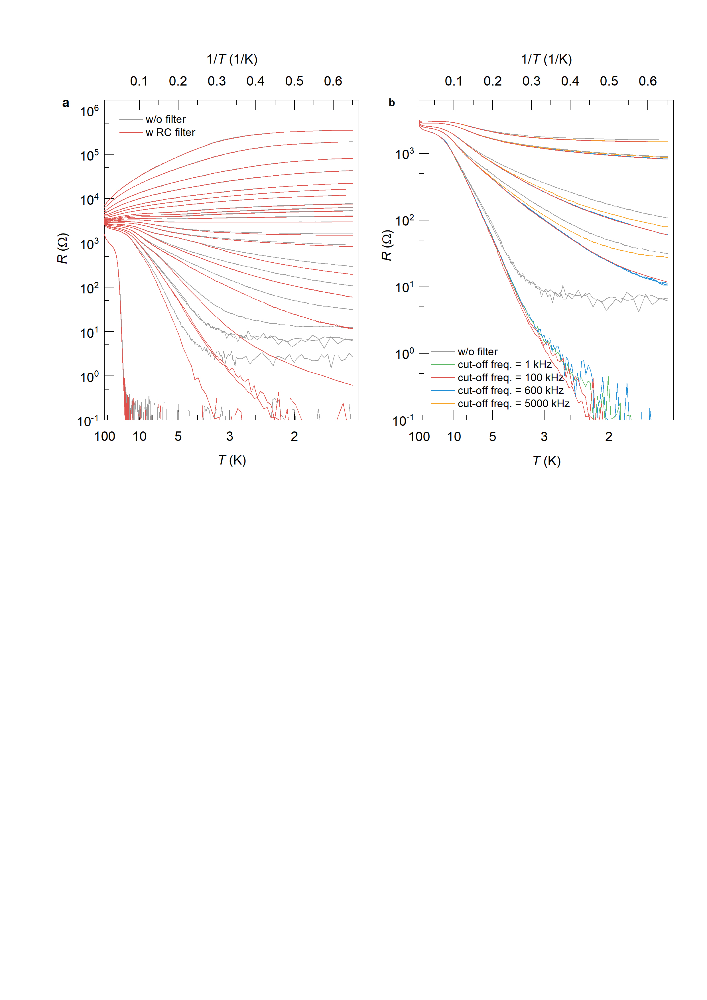 1/T (1/K)
0.1 0.2 0.3 0.4 0.5 0.6
a
10^6
10^5
10^4
10^3
10^2
10^1
10^0
10^-1
R (Ω)
w/o filter
w RC filter
100 10 5 3 2
T (K)
1/T (1/K)
0.1 0.2 0.3 0.4 0.5 0.6
b
10^3
10^2
10^1
10^0
10^-1
R (Ω)
w/o filter
cut-off freq. = 1 kHz
cut-off freq. = 100 kHz
cut-off freq. = 600 kHz
cut-off freq. = 5000 kHz
100 10 5 3 2
T (K)